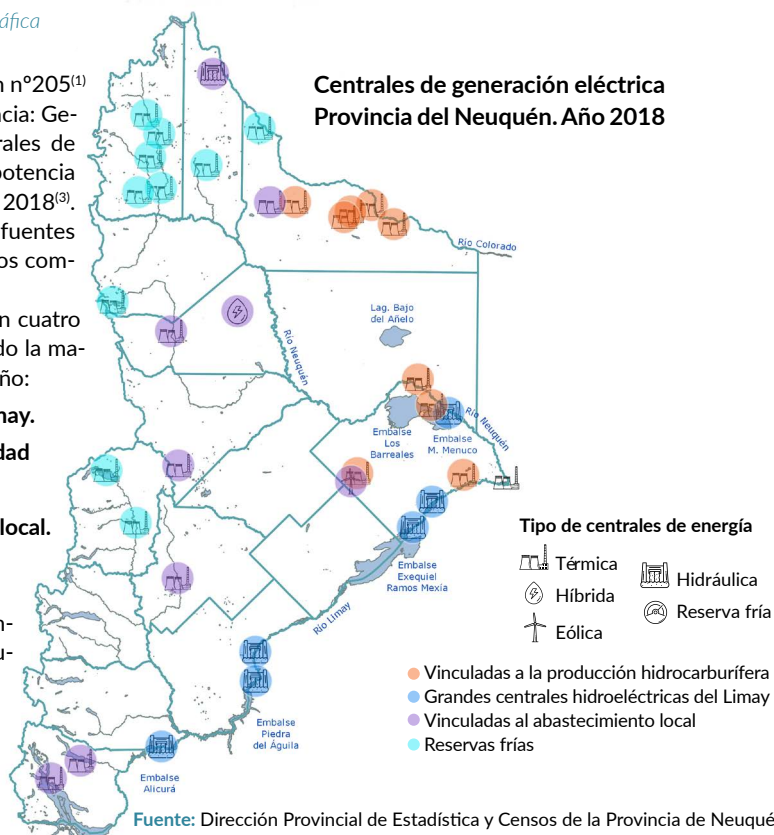 áfica
n nº205(1)
cia: Ge-
rales de
potencia
2018(3).
fuentes
os com-
n cuatro
do la ma-
ño:
nay.
dad
local.
n-
u-
Centrales de generación eléctrica
Provincia del Neuquén. Año 2018
Río Colorado
Lag. Bajo
del Añelo
Río Neuquén
Río Neuquén
Embalse
Los
Barreales
Embalse
M. Menuco
Embalse
Exequiel
Ramos Mexía
Río Limay
Embalse
Piedra
del Águila
Embalse
Alicurá
Tipo de centrales de energía
Térmica
Híbrida
Eólica
Hidráulica
Reserva fría
Vinculadas a la producción hidrocarburífera
Grandes centrales hidroeléctricas del Limay
Vinculadas al abastecimiento local
Reservas frías
Fuente: Dirección Provincial de Estadística y Censos de la Provincia de Neuqué